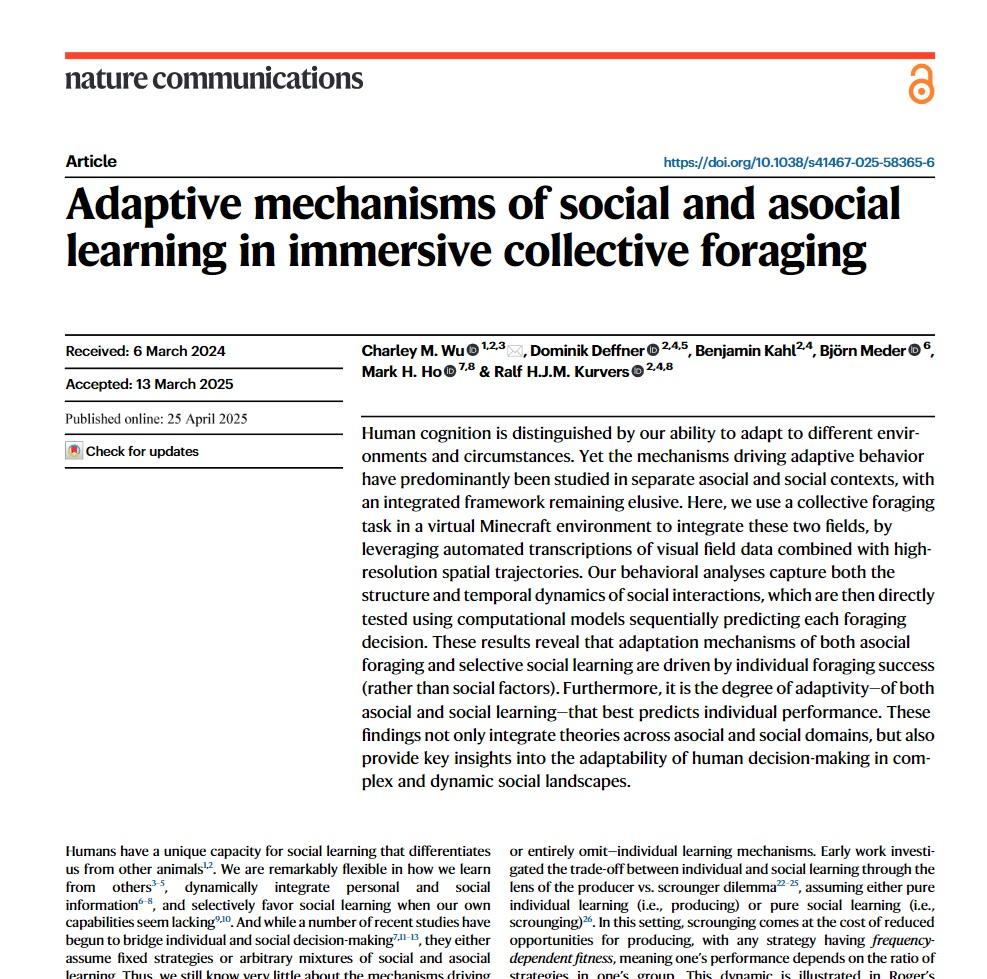 nature communications
Article
https://doi.org/10.1038/s41467-025-58365-6
Adaptive mechanisms of social and asocial
learning in immersive collective foraging
Received: 6 March 2024
Accepted: 13 March 2025
Published online: 25 April 2025
Check for updates
Charley M. Wu 1,2,3, Dominik Deffner 2,4,5, Benjamin Kahl2,4, Björn Meder 6,
Mark H. Ho 7,8 & Ralf H.J.M. Kurvers 2,4,8
Human cognition is distinguished by our ability to adapt to different envir-
onments and circumstances. Yet the mechanisms driving adaptive behavior
have predominantly been studied in separate asocial and social contexts, with
an integrated framework remaining elusive. Here, we use a collective foraging
task in a virtual Minecraft environment to integrate these two fields, by
leveraging automated transcriptions of visual field data combined with high-
resolution spatial trajectories. Our behavioral analyses capture both the
structure and temporal dynamics of social interactions, which are then directly
tested using computational models sequentially predicting each foraging
decision. These results reveal that adaptation mechanisms of both asocial
foraging and selective social learning are driven by individual foraging success
(rather than social factors). Furthermore, it is the degree of adaptivity—of both
asocial and social learning—that best predicts individual performance. These
findings not only integrate theories across asocial and social domains, but also
provide key insights into the adaptability of human decision-making in com-
plex and dynamic social landscapes.
Humans have a unique capacity for social learning that differentiates
us from other animals1,2. We are remarkably flexible in how we learn
from others3–5, dynamically integrate personal and social
information6–8, and selectively favor social learning when our own
capabilities seem lacking9,10. And while a number of recent studies have
begun to bridge individual and social decision-making7,11–13, they either
assume fixed strategies or arbitrary mixtures of social and asocial
learning. Thus, we still know very little about the mechanisms driving
or entirely omit—individual learning mechanisms. Early work investi-
gated the trade-off between individual and social learning through the
lens of the producer vs. scrounger dilemma22–25, assuming either pure
individual learning (i.e., producing) or pure social learning (i.e.,
scrounging)26. In this setting, scrounging comes at the cost of reduced
opportunities for producing, with any strategy having frequency-
dependent fitness, meaning one's performance depends on the ratio of
strategies in one's group. This dynamic is illustrated in Roger's